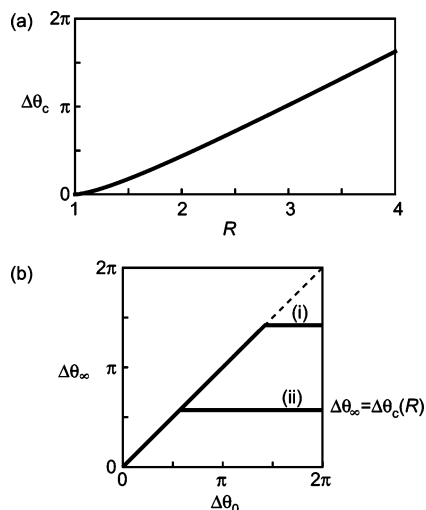 (a)
2π
Δθc π
0
1 2 3 4
R
(b)
2π
(i)
Δθ∞ π
(ii)
Δθ∞=Δθc(R)
0
0 π 2π
Δθ0